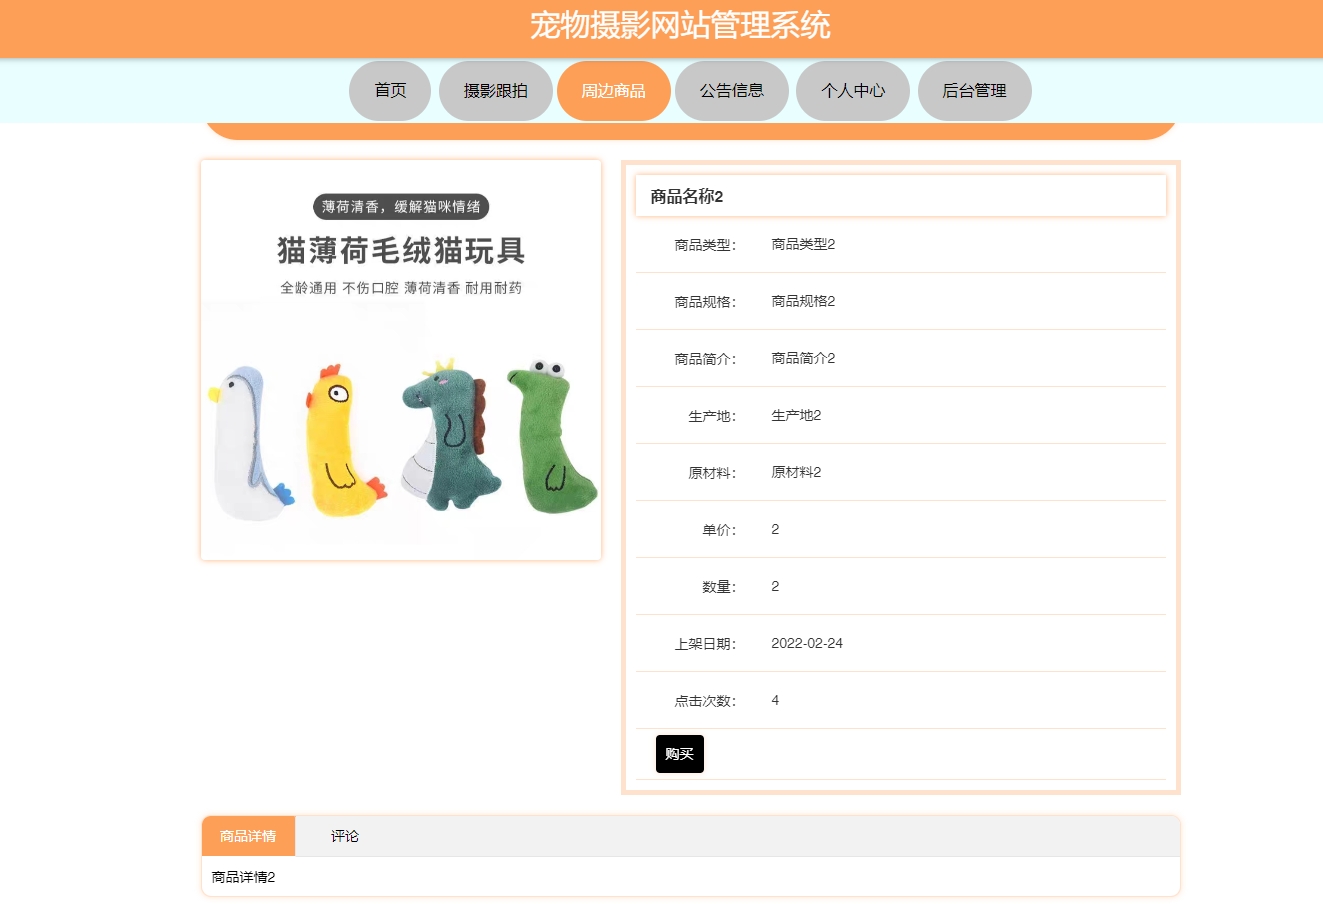 宠物摄影网站管理系统
首页 摄影跟拍 周边商品 公告信息 个人中心 后台管理
薄荷清香，缓解猫咪情绪
猫薄荷毛绒猫玩具
全龄通用 不伤口腔 薄荷清香 耐用耐药
商品名称2
商品类型： 商品类型2
商品规格： 商品规格2
商品简介： 商品简介2
生产地： 生产地2
原材料： 原材料2
单价： 2
数量： 2
上架日期： 2022-02-24
点击次数： 4
购买
商品详情 评论
商品详情2